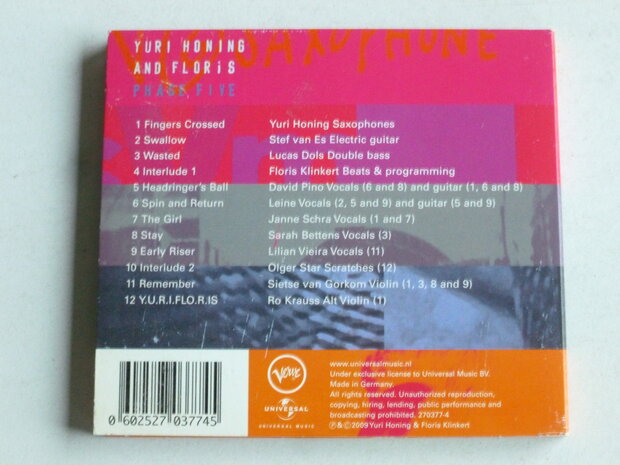 SAXOPHONE
YURI HONING
AND FLORiS
PHASE FIVE
1 Fingers Crossed
2 Swallow
3 Wasted
4 Interlude 1
5 Headringer's Ball
6 Spin and Return
7 The Girl
8 Stay
9 Early Riser
10 Interlude 2
11 Remember
12 Y.U.R.I.FLO.R.IS
Yuri Honing Saxophones
Stef van Es Electric guitar
Lucas Dols Double bass
Floris Klinkert Beats & programming
David Pino Vocals (6 and 8) and guitar (1, 6 and 8)
Leine Vocals (2, 5 and 9) and guitar (5 and 9)
Janne Schra Vocals (1 and 7)
Sarah Bettens Vocals (3)
Lilian Vieira Vocals (11)
Olger Star Scratches (12)
Sietse van Gorkom Violin (1, 3, 8 and 9)
Ro Krauss Alt Violin (1)
0 602527 037745
Verve
UNIVERSAL
UNIVERSAL MUSIC
www.universalmusic.nl
Under exclusive license to Universal Music BV.
Made in Germany.
All rights reserved. Unauthorized reproduction,
copying, hiring, lending, public performance and
broadcasting prohibited. 270377-4
℗&©2009 Yuri Honing & Floris Klinkert